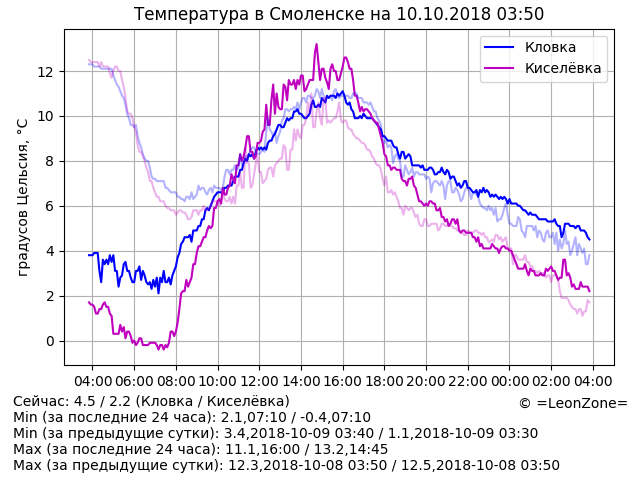 Температура в Смоленске на 10.10.2018 03:50
градусов Цельсия, °C
12
10
8
6
4
2
0
Кловка
Киселёвка
04:00 06:00 08:00 10:00 12:00 14:00 16:00 18:00 20:00 22:00 00:00 02:00 04:00
Сейчас: 4.5 / 2.2 (Кловка / Киселёвка)
© =LeonZone=
Min (за последние 24 часа): 2.1,07:10 / -0.4,07:10
Min (за предыдущие сутки): 3.4,2018-10-09 03:40 / 1.1,2018-10-09 03:30
Max (за последние 24 часа): 11.1,16:00 / 13.2,14:45
Max (за предыдущие сутки): 12.3,2018-10-08 03:50 / 12.5,2018-10-08 03:50